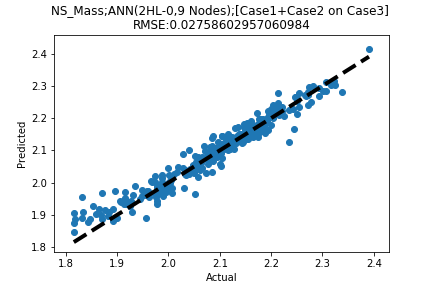 NS_Mass;ANN(2HL-0,9 Nodes);[Case1+Case2 on Case3]
RMSE:0.02758602957060984
2.4
2.3
2.2
2.1
2.0
1.9
1.8
Predicted
1.8 1.9 2.0 2.1 2.2 2.3 2.4
Actual